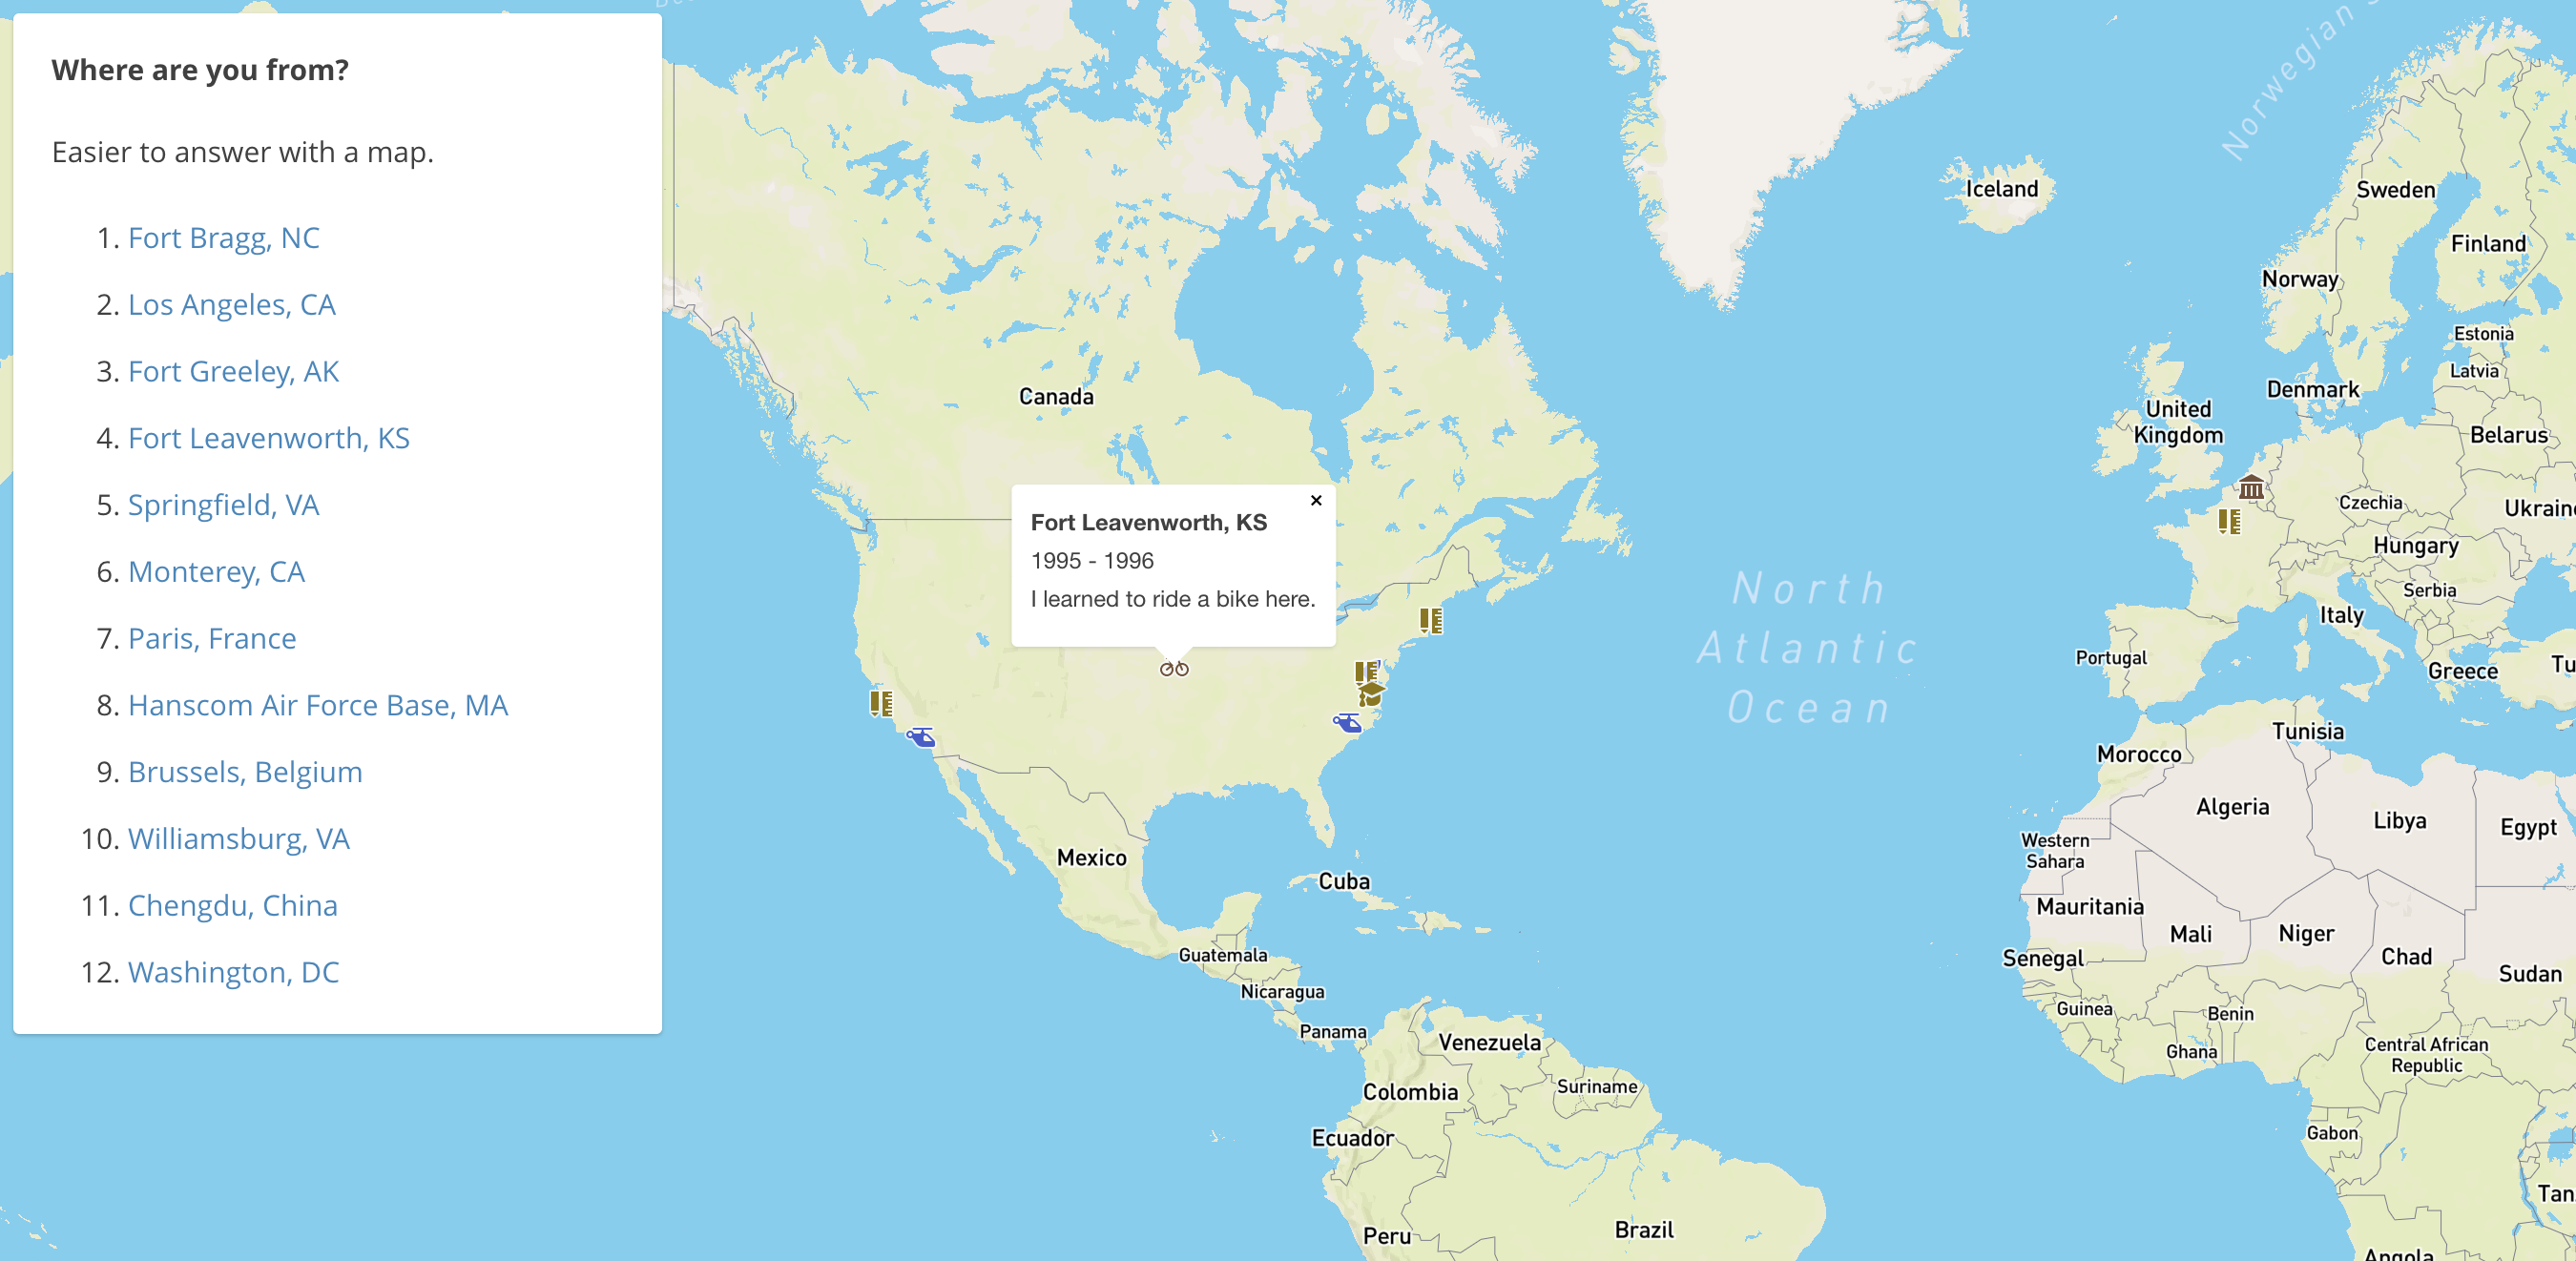 Where are you from?
Easier to answer with a map.
1. Fort Bragg, NC
2. Los Angeles, CA
3. Fort Greeley, AK
4. Fort Leavenworth, KS
5. Springfield, VA
6. Monterey, CA
7. Paris, France
8. Hanscom Air Force Base, MA
9. Brussels, Belgium
10. Williamsburg, VA
11. Chengdu, China
12. Washington, DC
Canada
×
Fort Leavenworth, KS
1995 - 1996
I learned to ride a bike here.
Mexico
Cuba
Guatemala
Nicaragua
Panama
Venezuela
Colombia
Suriname
Ecuador
Peru
Brazil
North
Atlantic
Ocean
Norwegian
Iceland
Sweden
Finland
Norway
Estonia
Latvia
Denmark
United
Kingdom
Belarus
Czechia
Ukrain
Hungary
Serbia
Italy
Portugal
Greece
Tu
Tunisia
Morocco
Algeria
Libya
Egypt
Western
Sahara
Mauritania
Mali
Niger
Chad
Sudan
Senegal
Guinea
Benin
Ghana
Central African
Republic
Gabon
Tan
Angola